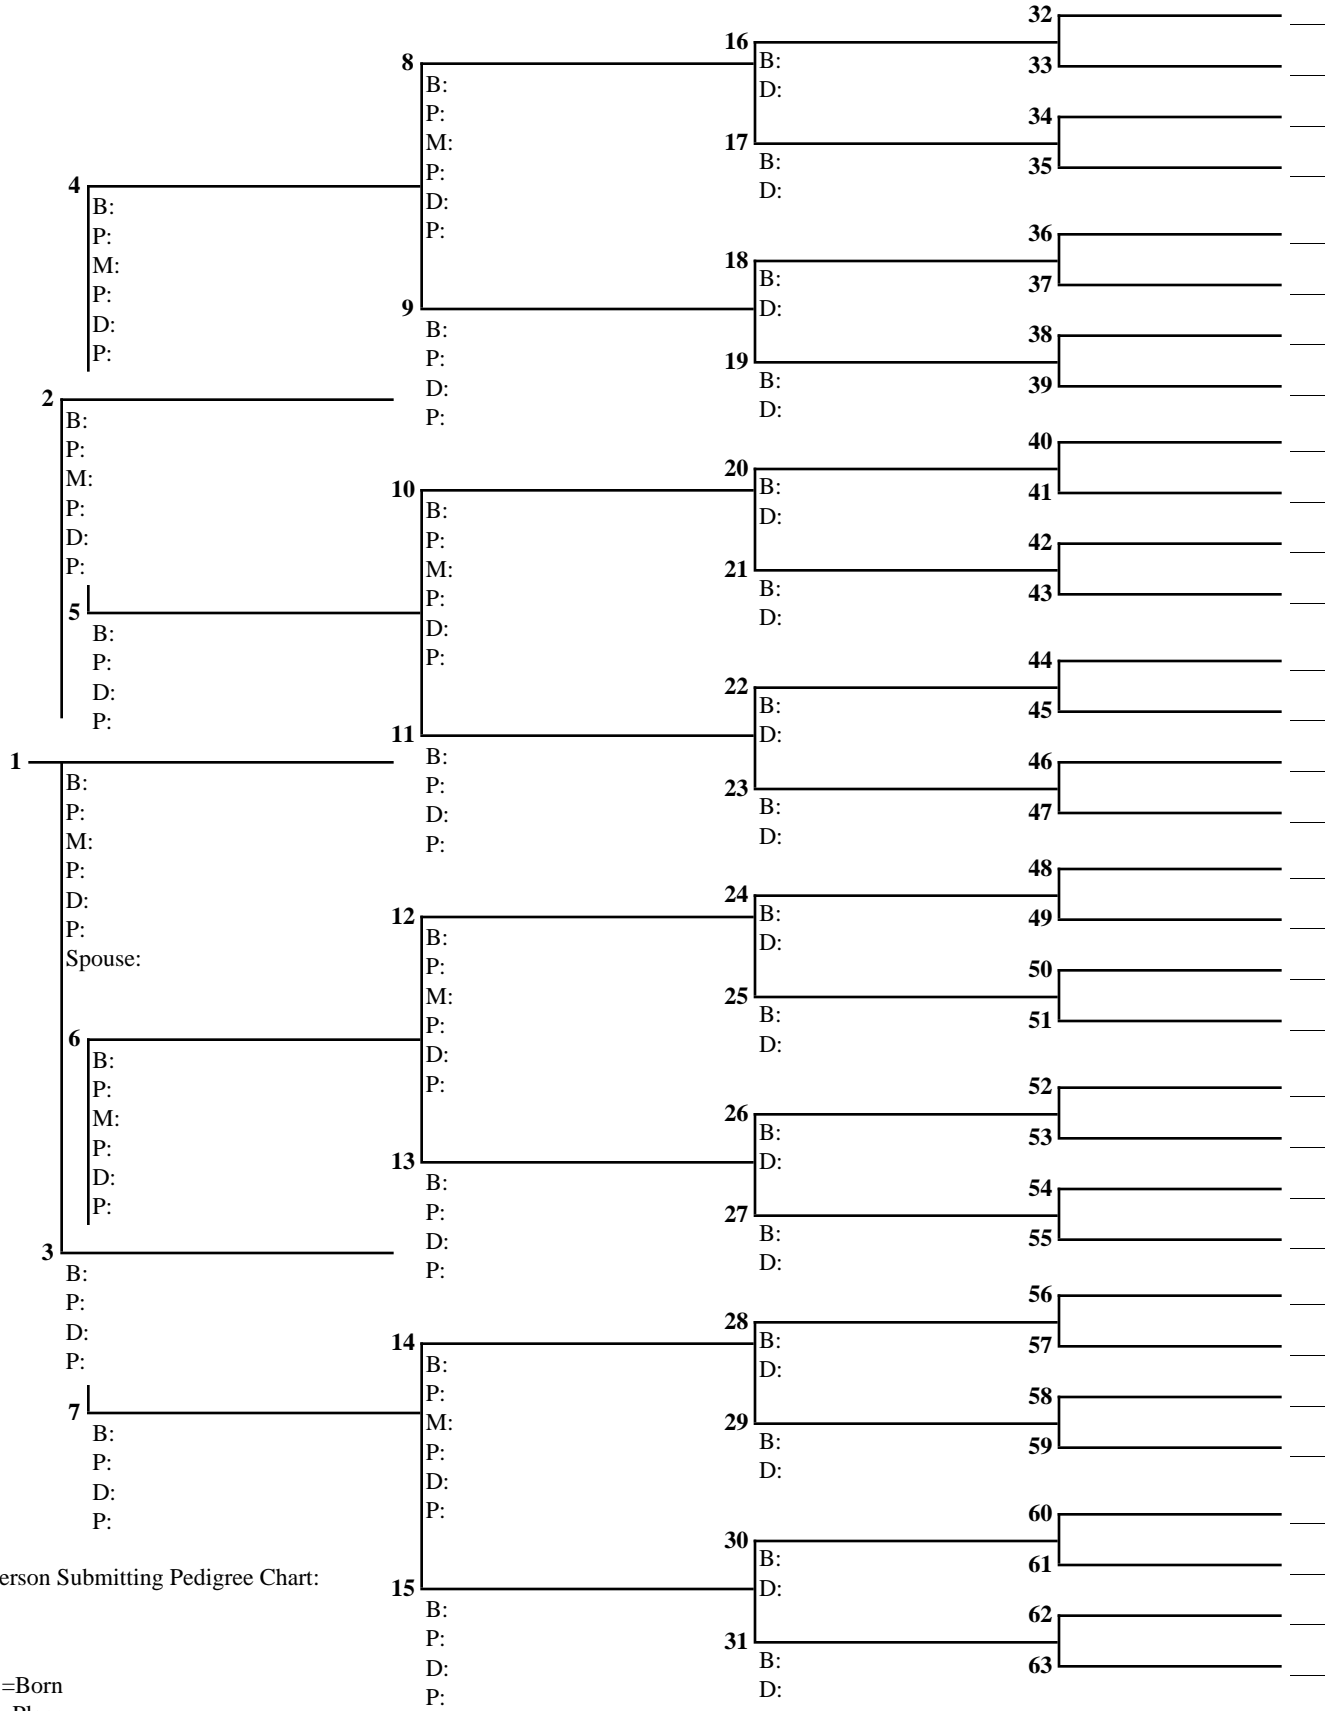 32
16
B:
33
D:
8
B:
P:
M:
P:
D:
P:
34
17
B:
35
D:
4
B:
P:
M:
P:
D:
P:
36
18
B:
37
D:
9
B:
P:
D:
P:
38
19
B:
39
D:
2
B:
P:
M:
P:
D:
P:
40
20
B:
41
D:
10
B:
P:
M:
P:
D:
P:
42
21
B:
43
D:
5
B:
P:
D:
P:
44
22
B:
45
D:
11
B:
P:
D:
P:
46
23
B:
47
D:
1
B:
P:
M:
P:
D:
P:
Spouse:
48
24
B:
49
D:
12
B:
P:
M:
P:
D:
P:
50
25
B:
51
D:
6
B:
P:
M:
P:
D:
P:
52
26
B:
53
D:
13
B:
P:
D:
P:
54
27
B:
55
D:
3
B:
P:
D:
P:
56
28
B:
57
D:
14
B:
P:
M:
P:
D:
P:
58
29
B:
59
D:
7
B:
P:
D:
P:
60
30
B:
61
D:
15
B:
P:
D:
P:
62
31
B:
63
D:
erson Submitting Pedigree Chart:
=Born